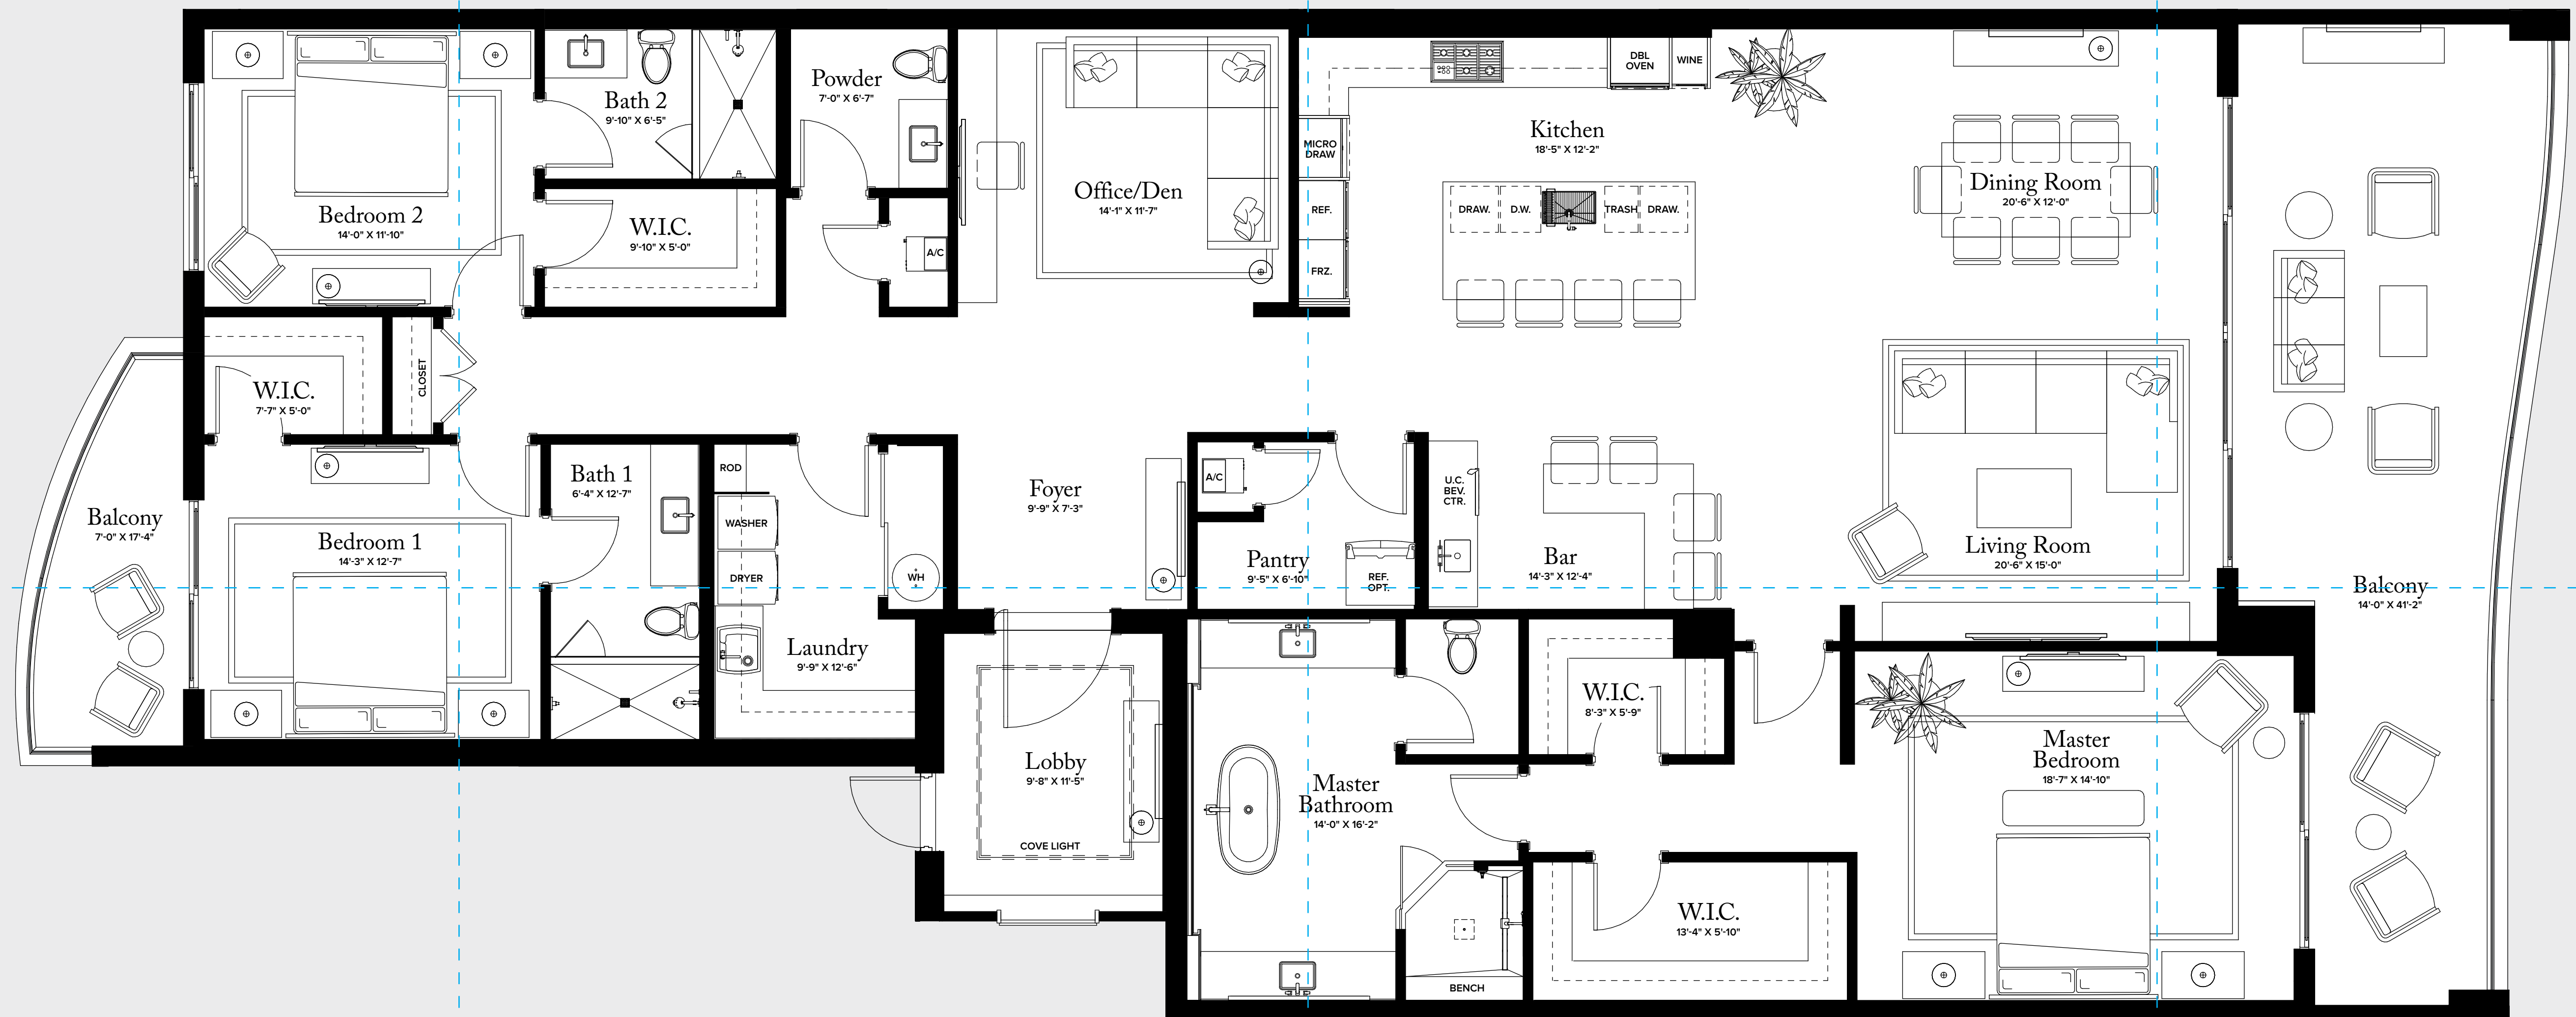 Bedroom 2
14'-0" X 11'-10"
Bath 2
9'-10" X 6'-5"
W.I.C.
9'-10" X 5'-0"
Powder
7'-0" X 6'-7"
A/C
Office/Den
14'-1" X 11'-7"
Kitchen
18'-5" X 12'-2"
DBL
OVEN
WINE
MICRO
DRAW
REF.
FRZ.
DRAW.
D.W.
TRASH
DRAW.
Dining Room
20'-6" X 12'-0"
W.I.C.
7'-7" X 5'-0"
CLOSET
Balcony
7'-0" X 17'-4"
Bedroom 1
14'-3" X 12'-7"
Bath 1
6'-4" X 12'-7"
ROD
WASHER
DRYER
WH
Laundry
9'-9" X 12'-6"
Foyer
9'-9" X 7'-3"
A/C
Pantry
9'-5" X 6'-10"
REF.
OPT.
U.C.
BEV.
CTR.
Bar
14'-3" X 12'-4"
Living Room
20'-6" X 15'-0"
Balcony
14'-0" X 41'-2"
Lobby
9'-8" X 11'-5"
COVE LIGHT
Master
Bathroom
14'-0" X 16'-2"
BENCH
W.I.C.
8'-3" X 5'-9"
W.I.C.
13'-4" X 5'-10"
Master
Bedroom
18'-7" X 14'-10"